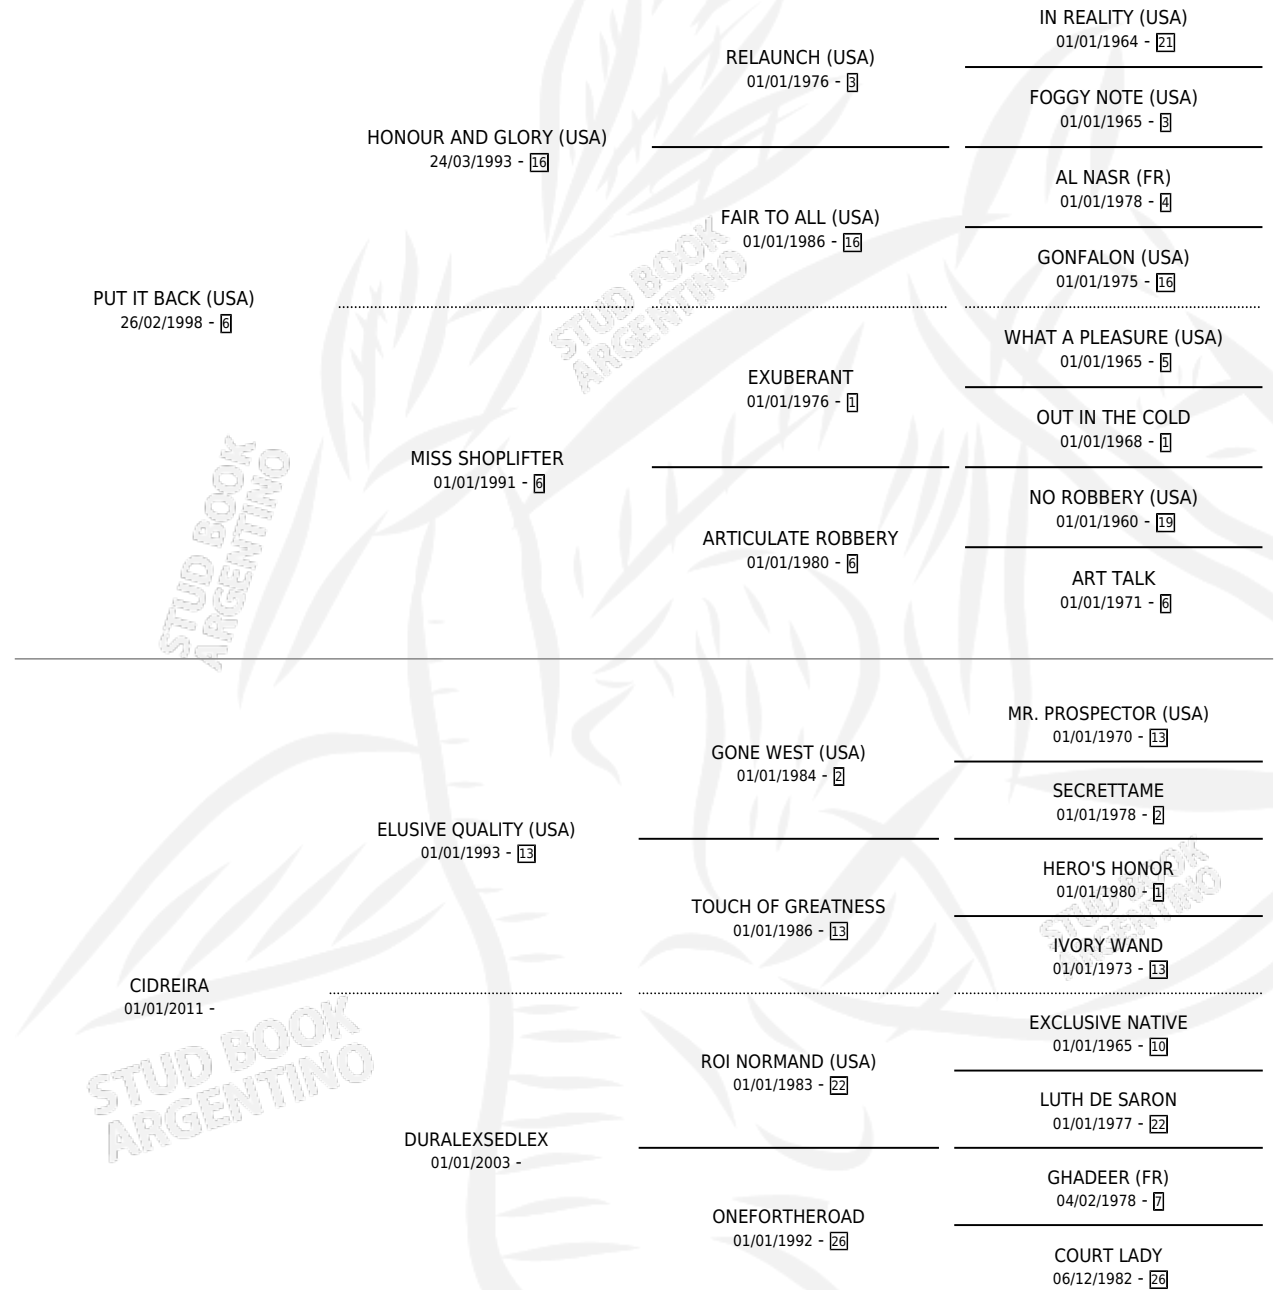 IN REALITY (USA)
01/01/1964 - 21
RELAUNCH (USA)
01/01/1976 - 3
FOGGY NOTE (USA)
01/01/1965 - 3
HONOUR AND GLORY (USA)
24/03/1993 - 16
AL NASR (FR)
01/01/1978 - 4
FAIR TO ALL (USA)
01/01/1986 - 16
GONFALON (USA)
01/01/1975 - 16
PUT IT BACK (USA)
26/02/1998 - 6
STUD BOOK
ARGENTINO
WHAT A PLEASURE (USA)
01/01/1965 - 5
EXUBERANT
01/01/1976 - 1
OUT IN THE COLD
01/01/1968 - 1
MISS SHOPLIFTER
01/01/1991 - 6
NO ROBBERY (USA)
01/01/1960 - 19
ARTICULATE ROBBERY
01/01/1980 - 6
ART TALK
01/01/1971 - 6
STUD BOOK
ARGENTINO
MR. PROSPECTOR (USA)
01/01/1970 - 13
GONE WEST (USA)
01/01/1984 - 2
SECRETTAME
01/01/1978 - 2
ELUSIVE QUALITY (USA)
01/01/1993 - 13
HERO'S HONOR
01/01/1980 - 1
TOUCH OF GREATNESS
01/01/1986 - 13
IVORY WAND
01/01/1973 - 13
STUD BOOK
ARGENTINO
CIDREIRA
01/01/2011 -
EXCLUSIVE NATIVE
01/01/1965 - 10
ROI NORMAND (USA)
01/01/1983 - 22
LUTH DE SARON
01/01/1977 - 22
STUD BOOK
ARGENTINO
DURALEXSEDLEX
01/01/2003 -
GHADEER (FR)
04/02/1978 - 7
ONEFORTHEROAD
01/01/1992 - 26
COURT LADY
06/12/1982 - 26